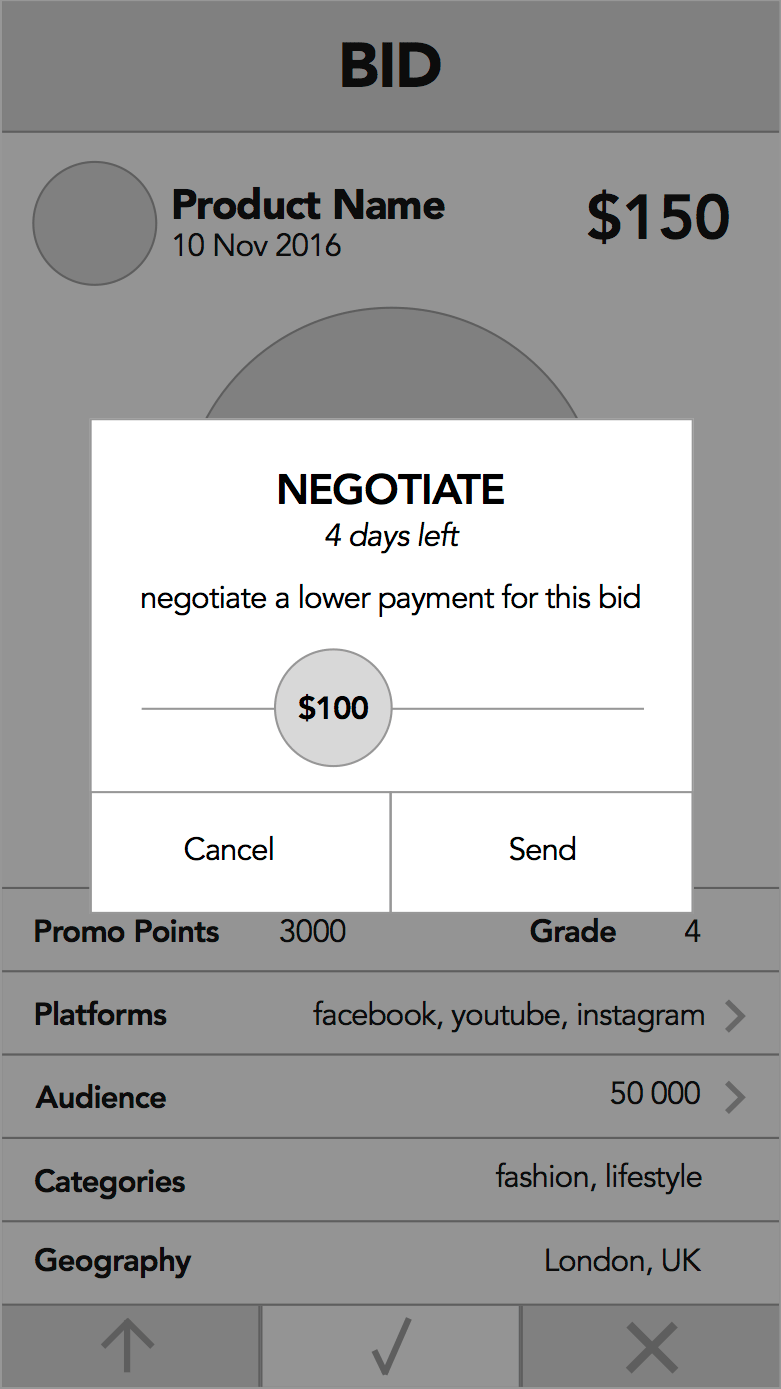 BID
Product Name
$150
10 Nov 2016
NEGOTIATE
4 days left
negotiate a lower payment for this bid
$100
Cancel Send
Promo Points 3000 Grade 4
Platforms facebook, youtube, instagram
Audience 50 000
Categories fashion, lifestyle
Geography London, UK